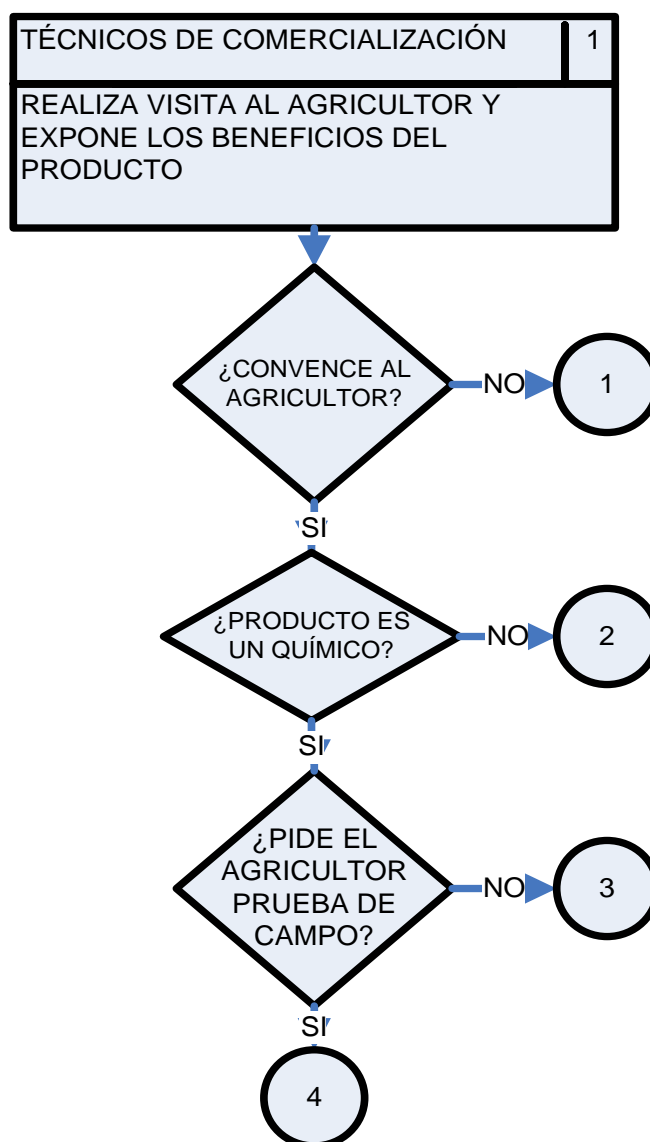 TÉCNICOS DE COMERCIALIZACIÓN 1
REALIZA VISITA AL AGRICULTOR Y
EXPONE LOS BENEFICIOS DEL
PRODUCTO
¿CONVENCE AL
AGRICULTOR?
NO
1
SI
¿PRODUCTO ES
UN QUÍMICO?
NO
2
SI
¿PIDE EL
AGRICULTOR
PRUEBA DE
CAMPO?
NO
3
SI
4